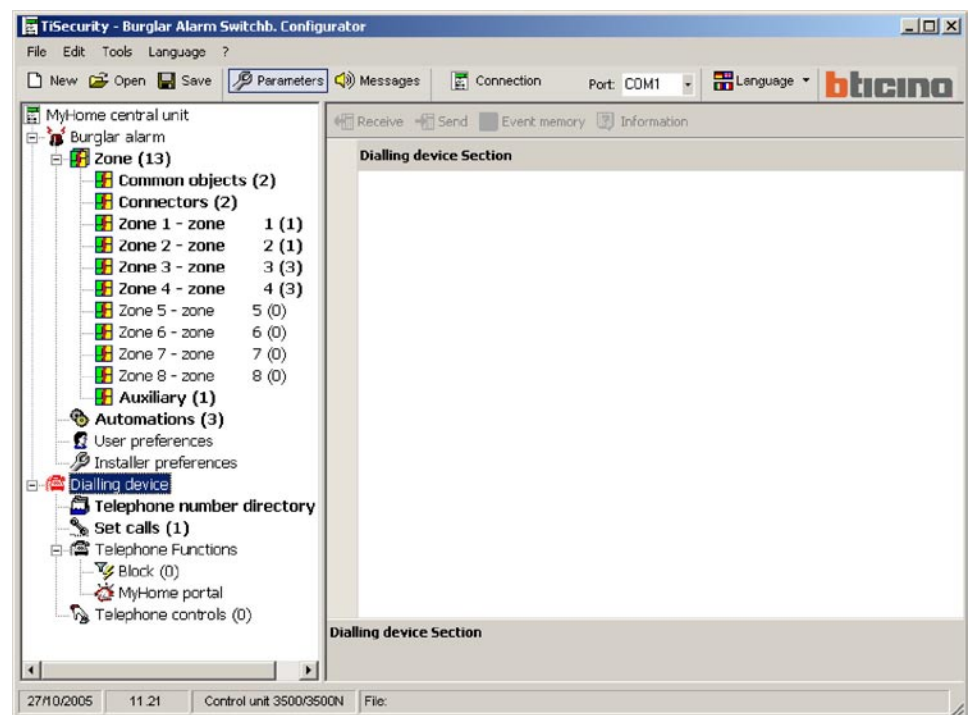 TiSecurity - Burglar Alarm Switchb. Configurator
File Edit Tools Language ?
New Open Save Parameters Messages Connection Port: COM1 Language bticino
MyHome central unit
Receive Send Event memory Information
Burglar alarm
Dialling device Section
Zone (13)
Common objects (2)
Connectors (2)
Zone 1 - zone 1 (1)
Zone 2 - zone 2 (1)
Zone 3 - zone 3 (3)
Zone 4 - zone 4 (3)
Zone 5 - zone 5 (0)
Zone 6 - zone 6 (0)
Zone 7 - zone 7 (0)
Zone 8 - zone 8 (0)
Auxiliary (1)
Automations (3)
User preferences
Installer preferences
Dialling device
Telephone number directory
Set calls (1)
Telephone Functions
Block (0)
MyHome portal
Telephone controls (0)
Dialling device Section
27/10/2005 11.21 Control unit 3500/3500N File: